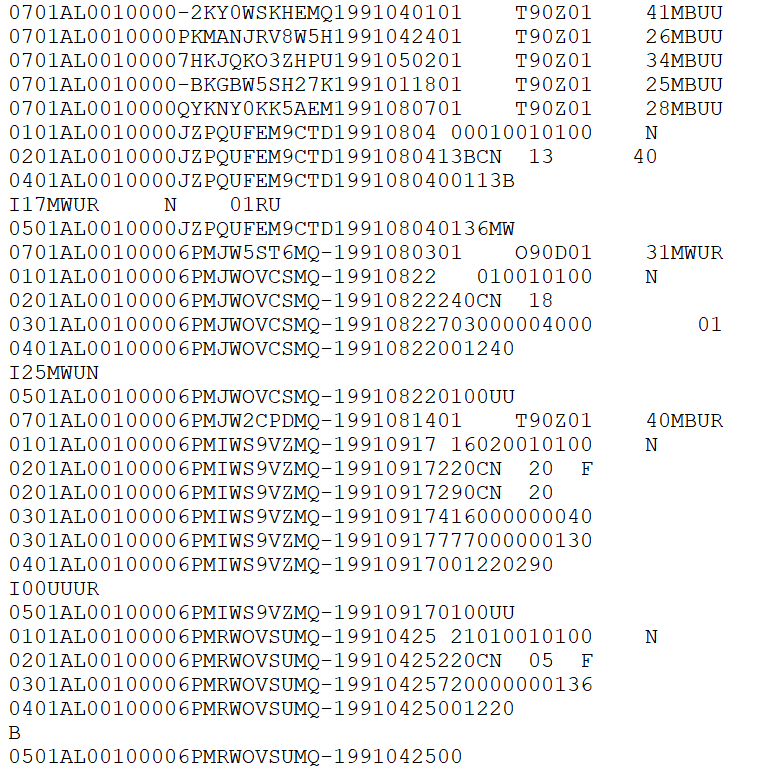 0701AL0010000-2KY0WSKHEMQ1991040101    T90Z01    41MBUU
0701AL0010000PKMANJRV8W5H1991042401    T90Z01    26MBUU
0701AL00100007HKJQKO3ZHPU1991050201    T90Z01    34MBUU
0701AL0010000-BKGBW5SH27K1991011801    T90Z01    25MBUU
0701AL0010000QYKNY0KK5AEM1991080701    T90Z01    28MBUU
0101AL0010000JZPQUFEM9CTD19910804 00010010100    N
0201AL0010000JZPQUFEM9CTD1991080413BCN  13      40
0401AL0010000JZPQUFEM9CTD1991080400113B
I17MWUR     N    01RU
0501AL0010000JZPQUFEM9CTD199108040136MW
0701AL00100006PMJW5ST6MQ-1991080301    O90D01    31MWUR
0101AL00100006PMJWOVCSMQ-19910822   010010100    N
0201AL00100006PMJWOVCSMQ-19910822240CN  18
0301AL00100006PMJWOVCSMQ-19910822703000004000        01
0401AL00100006PMJWOVCSMQ-19910822001240
I25MWUN
0501AL00100006PMJWOVCSMQ-199108220100UU
0701AL00100006PMJW2CPDMQ-1991081401    T90Z01    40MBUR
0101AL00100006PMIWS9VZMQ-19910917 16020010100    N
0201AL00100006PMIWS9VZMQ-19910917220CN  20  F
0201AL00100006PMIWS9VZMQ-19910917290CN  20
0301AL00100006PMIWS9VZMQ-19910917416000000040
0301AL00100006PMIWS9VZMQ-19910917777000000130
0401AL00100006PMIWS9VZMQ-19910917001220290
I00UUUR
0501AL00100006PMIWS9VZMQ-199109170100UU
0101AL00100006PMRWOVSUMQ-19910425 21010010100    N
0201AL00100006PMRWOVSUMQ-19910425220CN  05  F
0301AL00100006PMRWOVSUMQ-19910425720000000136
0401AL00100006PMRWOVSUMQ-19910425001220
B
0501AL00100006PMRWOVSUMQ-1991042500